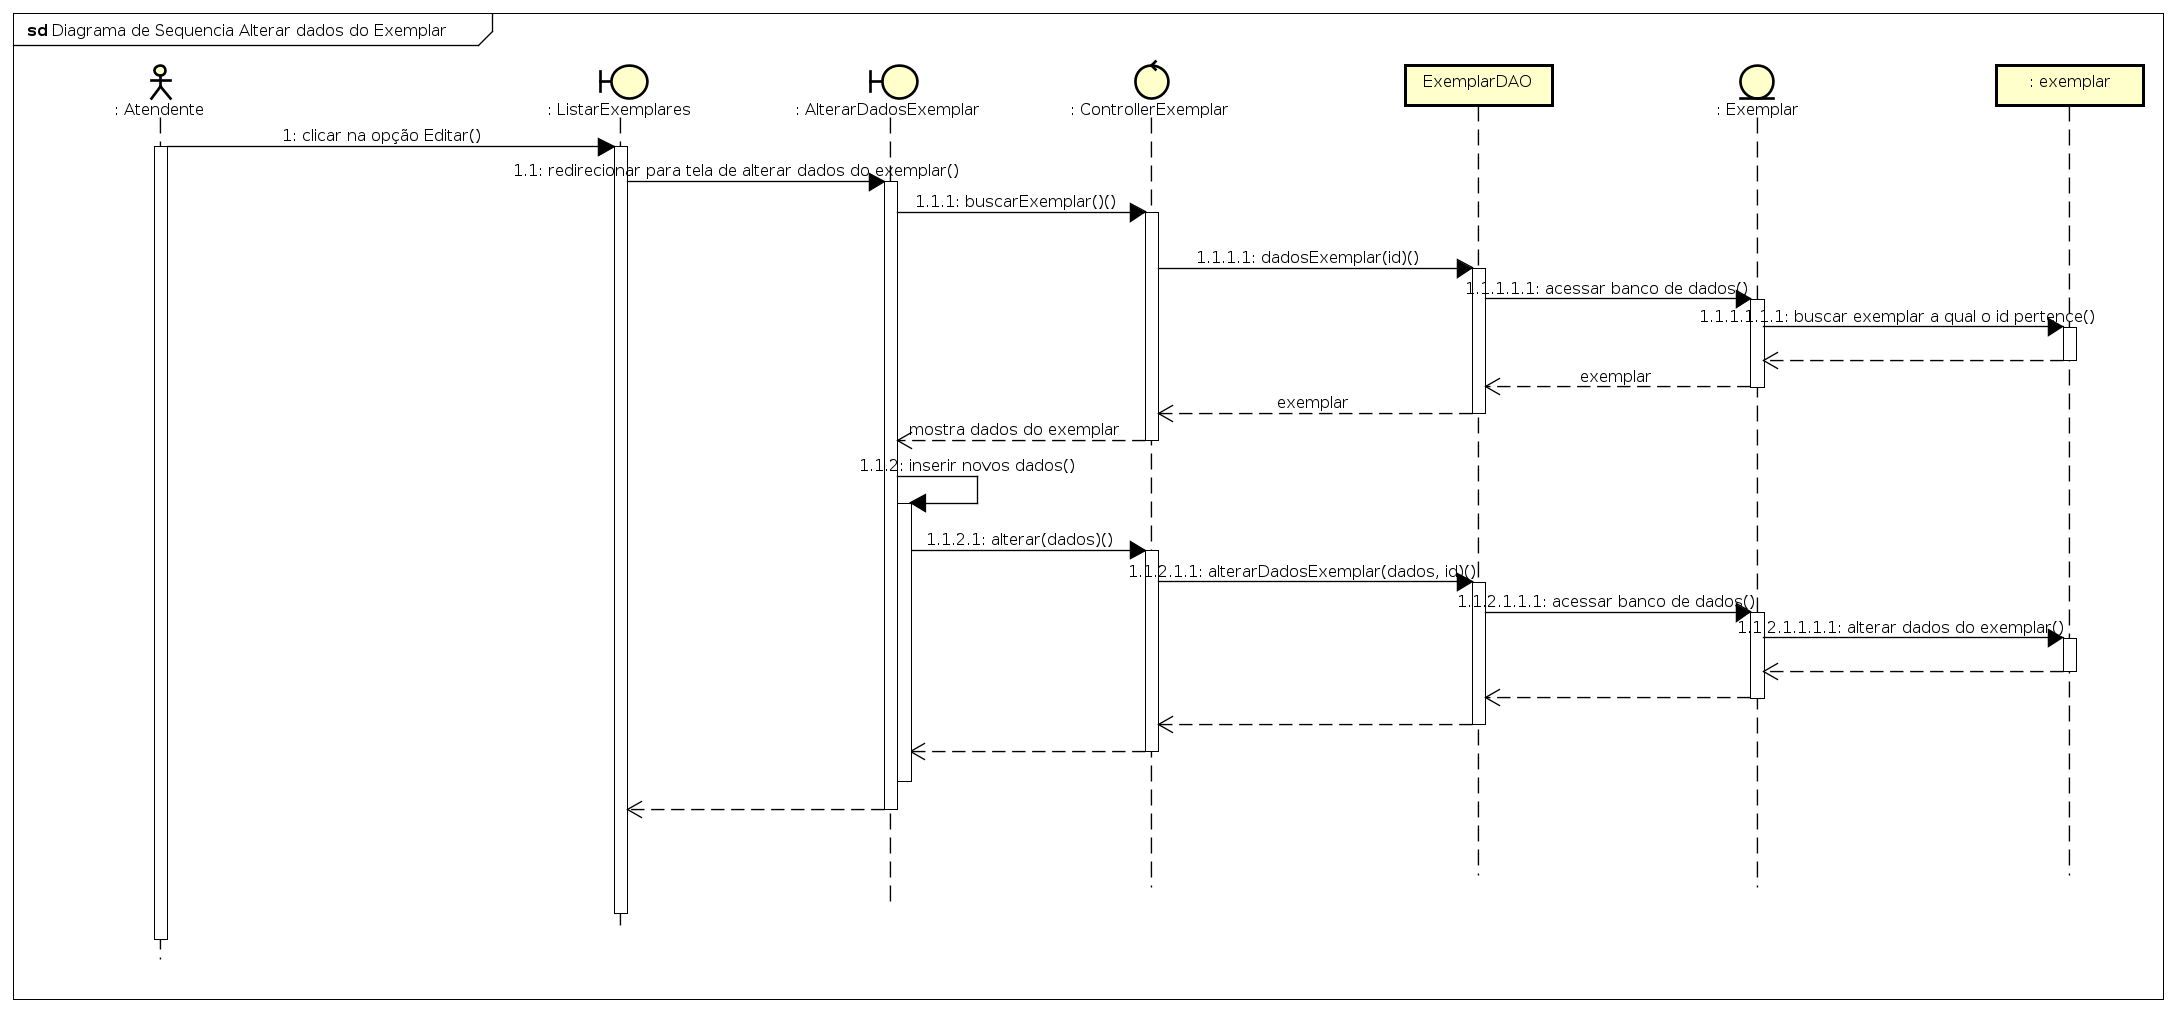 sd Diagrama de Sequencia Alterar dados do Exemplar
: Atendente
: ListarExemplares
: AlterarDadosExemplar
: ControllerExemplar
ExemplarDAO
: Exemplar
: exemplar
1: clicar na opção Editar()
1.1: redirecionar para tela de alterar dados do exemplar()
1.1.1: buscarExemplar()()
1.1.1.1: dadosExemplar(id)()
1.1.1.1.1: acessar banco de dados()
1.1.1.1.1.1: buscar exemplar a qual o id pertence()
exemplar
exemplar
mostra dados do exemplar
1.1.2: inserir novos dados()
1.1.2.1: alterar(dados)()
1.1.2.1.1: alterarDadosExemplar(dados, id)()
1.1.2.1.1.1: acessar banco de dados()
1.1.2.1.1.1.1: alterar dados do exemplar()